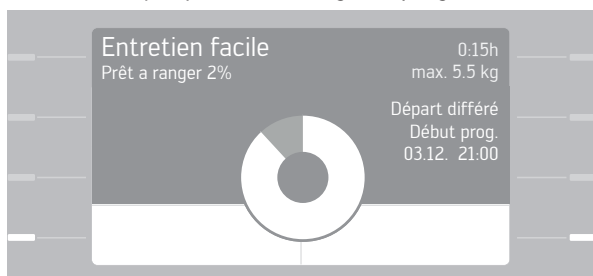 Entretien facile
Prêt a ranger 2%
0:15h
max. 5.5 kg
Départ différé
Début prog.
03.12. 21:00